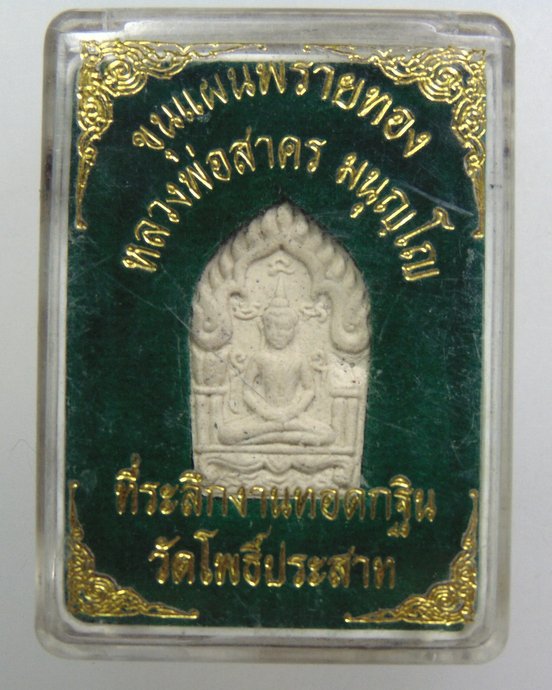 ขุนแผนพรายทอง
หลวงพ่อสาคร มนุญฺโญ
ที่ระลึกงานทอดกฐิน
วัดโพธิ์ประสาท